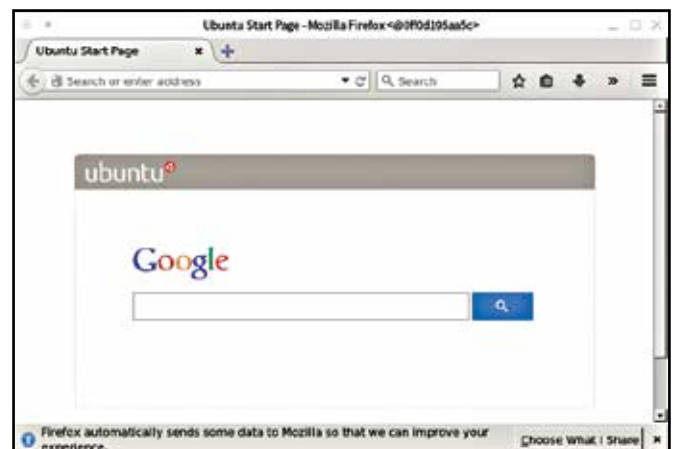 Ubuntu Start Page - Mozilla Firefox <@0ff0d195aa5c>
Ubuntu Start Page
Search or enter address
Search
ubuntu
Google
Firefox automatically sends some data to Mozilla so that we can improve your
experience.
Choose What I Share